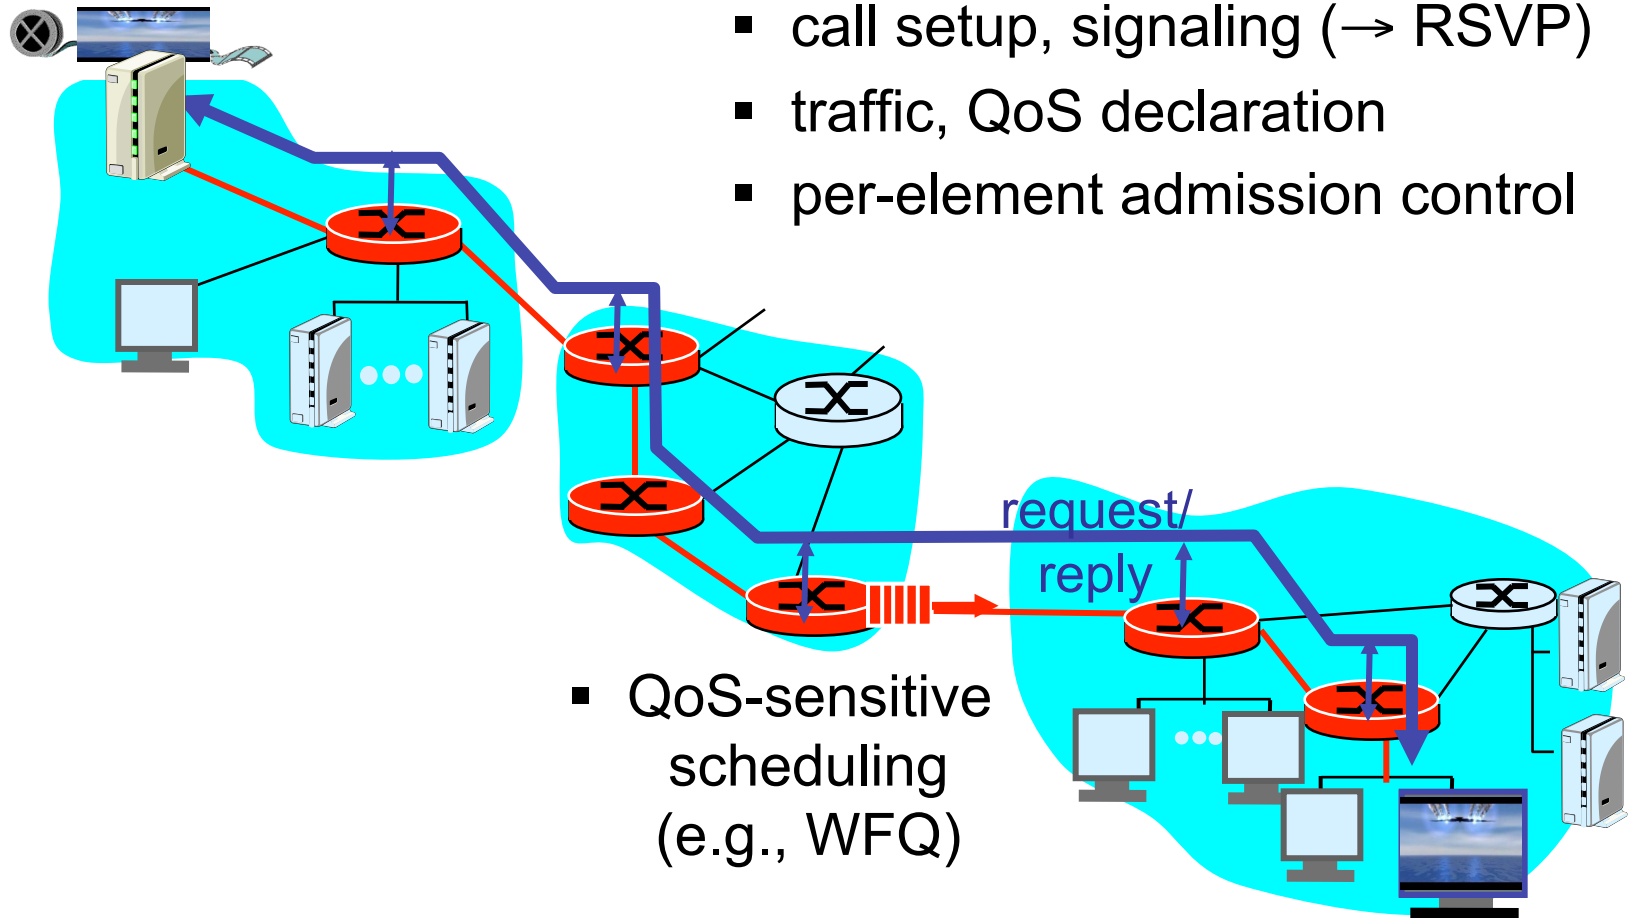 ▪ call setup, signaling (→ RSVP)
▪ traffic, QoS declaration
▪ per-element admission control
request/
reply
▪ QoS-sensitive
scheduling
(e.g., WFQ)